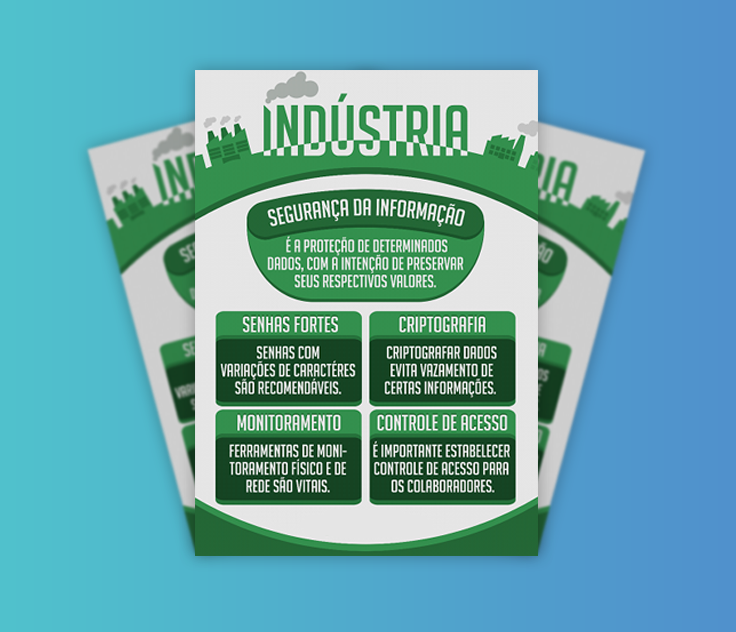 INDÚSTRIA
SEGURANÇA DA INFORMAÇÃO
É A PROTEÇÃO DE DETERMINADOS
DADOS, COM A INTENÇÃO DE PRESERVAR
SEUS RESPECTIVOS VALORES.
SENHAS FORTES
SENHAS COM
VARIAÇÕES DE CARACTÉRES
SÃO RECOMENDÁVEIS.
CRIPTOGRAFIA
CRIPTOGRAFAR DADOS
EVITA VAZAMENTO DE
CERTAS INFORMAÇÕES.
MONITORAMENTO
FERRAMENTAS DE MONI-
TORAMENTO FÍSICO E DE
REDE SÃO VITAIS.
CONTROLE DE ACESSO
É IMPORTANTE ESTABELECER
CONTROLE DE ACESSO PARA
OS COLABORADORES.